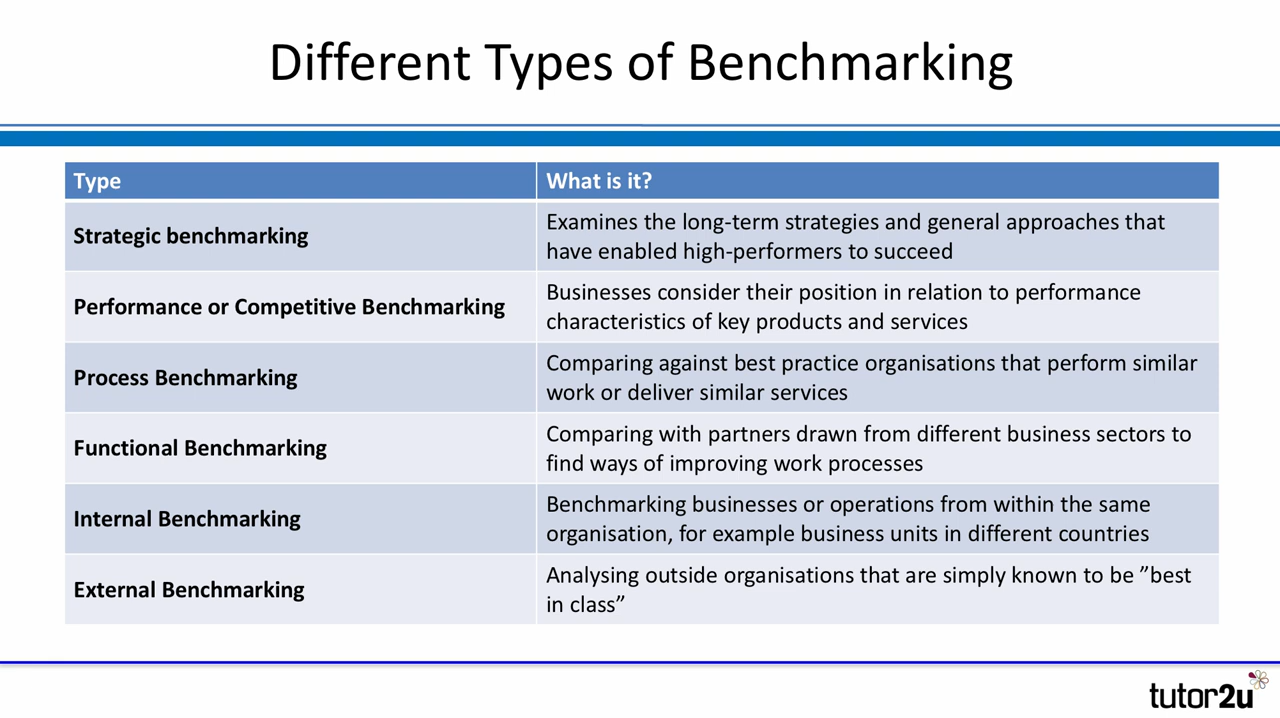 Different Types of Benchmarking
Type
What is it?
Strategic benchmarking
Examines the long-term strategies and general approaches that
have enabled high-performers to succeed
Performance or Competitive Benchmarking
Businesses consider their position in relation to performance
characteristics of key products and services
Process Benchmarking
Comparing against best practice organisations that perform similar
work or deliver similar services
Functional Benchmarking
Comparing with partners drawn from different business sectors to
find ways of improving work processes
Internal Benchmarking
Benchmarking businesses or operations from within the same
organisation, for example business units in different countries
External Benchmarking
Analysing outside organisations that are simply known to be ”best
in class”
tutor2u